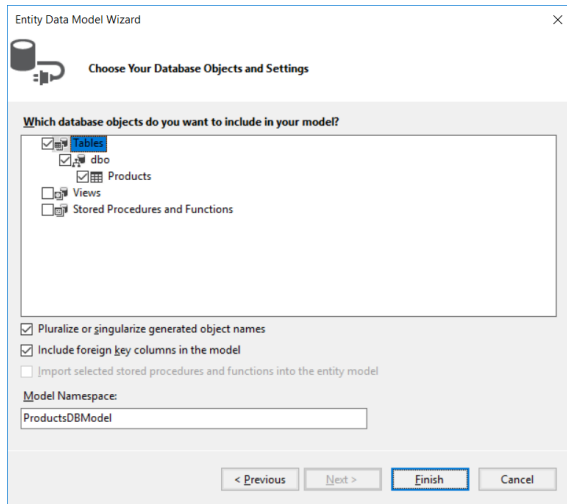 Entity Data Model Wizard
Choose Your Database Objects and Settings
Which database objects do you want to include in your model?
Tables
dbo
Products
Views
Stored Procedures and Functions
Pluralize or singularize generated object names
Include foreign key columns in the model
Import selected stored procedures and functions into the entity model
Model Namespace:
ProductsDBModel
< Previous Next > Finish Cancel